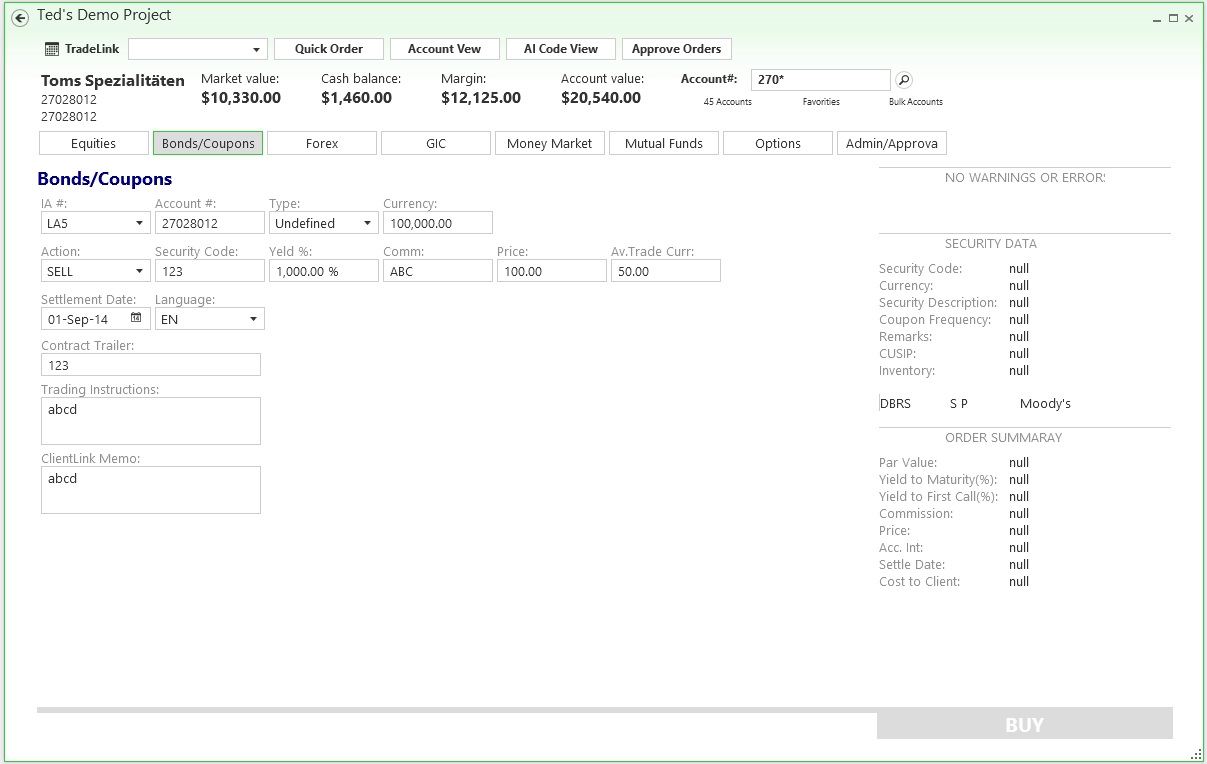 Ted's Demo Project
TradeLink Quick Order Account Vew AI Code View Approve Orders
Toms Spezialitäten Market value: Cash balance: Margin: Account value: Account#: 270*
27028012 $10,330.00 $1,460.00 $12,125.00 $20,540.00 45 Accounts Favorities Bulk Accounts
27028012
Equities Bonds/Coupons Forex GIC Money Market Mutual Funds Options Admin/Approva
Bonds/Coupons
IA #: Account #: Type: Currency:
LA5 27028012 Undefined 100,000.00
Action: Security Code: Yeld %: Comm: Price: Av.Trade Curr:
SELL 123 1,000.00 % ABC 100.00 50.00
Settlement Date: Language:
01-Sep-14 EN
Contract Trailer:
123
Trading Instructions:
abcd
ClientLink Memo:
abcd
NO WARNINGS OR ERROR:
SECURITY DATA
Security Code: null
Currency: null
Security Description: null
Coupon Frequency: null
Remarks: null
CUSIP: null
Inventory: null
DBRS S P Moody's
ORDER SUMMARAY
Par Value: null
Yield to Maturity(%): null
Yield to First Call(%): null
Commission: null
Price: null
Acc. Int: null
Settle Date: null
Cost to Client: null
BUY